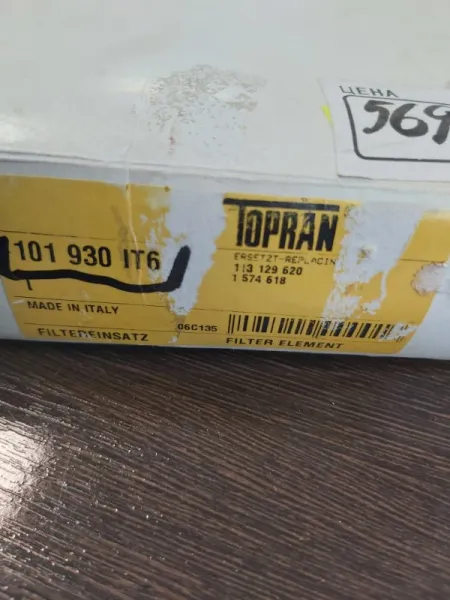 ЦЕНА
569
TOPRAN
ERSETZT-REPLACIN
101 930 IT6
113 129 620
1 574 618
1
MADE IN ITALY
06C135
FILTEREINSATZ
FILTER ELEMENT